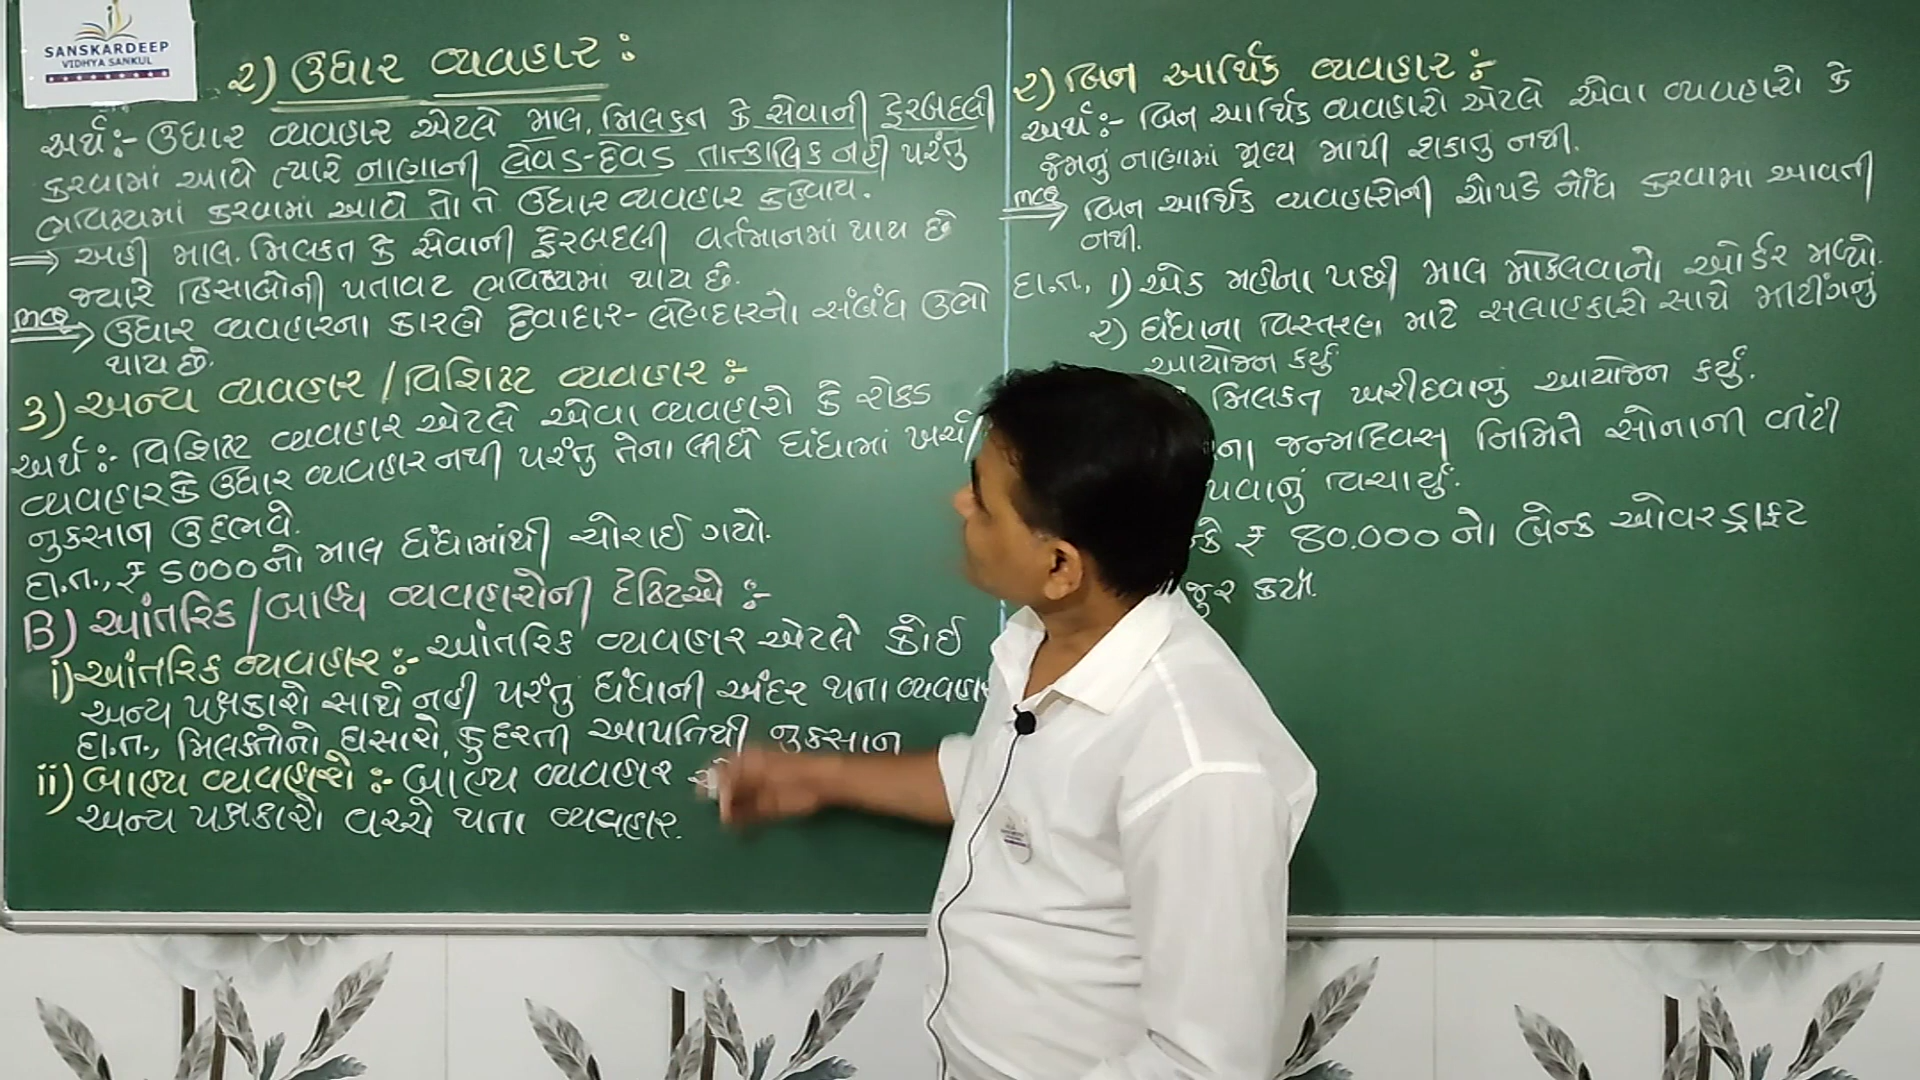 SANSKARDEEP
VIDHYA SANKUL
૨) ઉધાર વ્યવહાર :
અર્થ :- ઉધાર વ્યવહાર એટલે માલ, મિલકત કે સેવાની ફેરબદલી
કરવામાં આવે ત્યારે નાણાની લેવડ-દેવડ તાત્કાલિક નહી પરંતુ
ભવિષ્યમાં કરવામાં આવે તો તે ઉધાર વ્યવહાર કહેવાય.
⇒ અહી માલ, મિલકત કે સેવાની ફેરબદલી વર્તમાનમાં થાય છે
જ્યારે હિસાબોની પતાવટ ભવિષ્યમાં થાય છે.
MCQ ⇒ ઉધાર વ્યવહારના કારણે દેવાદાર-લેણદારનો સંબંધ ઉભો
થાય છે.
3) અન્ય વ્યવહાર / વિશિષ્ટ વ્યવહાર :-
અર્થ :- વિશિષ્ટ વ્યવહાર એટલે એવા વ્યવહારો કે રોકડ
વ્યવહાર કે ઉધાર વ્યવહાર નથી પરંતુ તેના લીધે ધંધામાં ખર્ચ/
નુકસાન ઉદ્ભવે.
દા.ત., ₹ 5000 નો માલ ધંધામાંથી ચોરાઈ ગયો.
B) આંતરિક / બાહ્ય વ્યવહારોની દ્રષ્ટિએ :-
i) આંતરિક વ્યવહાર :- આંતરિક વ્યવહાર એટલે કોઈ
અન્ય પક્ષકારો સાથે નહી પરંતુ ધંધાની અંદર થતા વ્યવહાર
દા.ત., મિલકતોનો ઘસારો, કુદરતી આપત્તિથી નુકસાન
ii) બાહ્ય વ્યવહારો :- બાહ્ય વ્યવહાર
અન્ય પક્ષકારો વચ્ચે થતા વ્યવહાર.
૨) બિન આર્થિક વ્યવહાર :-
અર્થ :- બિન આર્થિક વ્યવહારો એટલે એવા વ્યવહારો કે
જેમનું નાણામાં મૂલ્ય માપી શકાતુ નથી.
MCQ ⇒ બિન આર્થિક વ્યવહારોની ચોપડે નોંધ કરવામાં આવતી
નથી.
દા.ત., ૧) એક મહીના પછી માલ મોકલવાનો ઓર્ડર મળ્યો.
૨) ધંધાના વિસ્તરણ માટે સલાહકારો સાથે મીટીંગનું
આયોજન કર્યું
મિલકત ખરીદવાનું આયોજન કર્યું.
ના જન્મદિવસ નિમિતે સોનાની વીંટી
પવાનું વિચાર્યું.
કે ₹ 80,000 નો બેન્ક ઓવરડ્રાફ્ટ
જુર કર્યો.